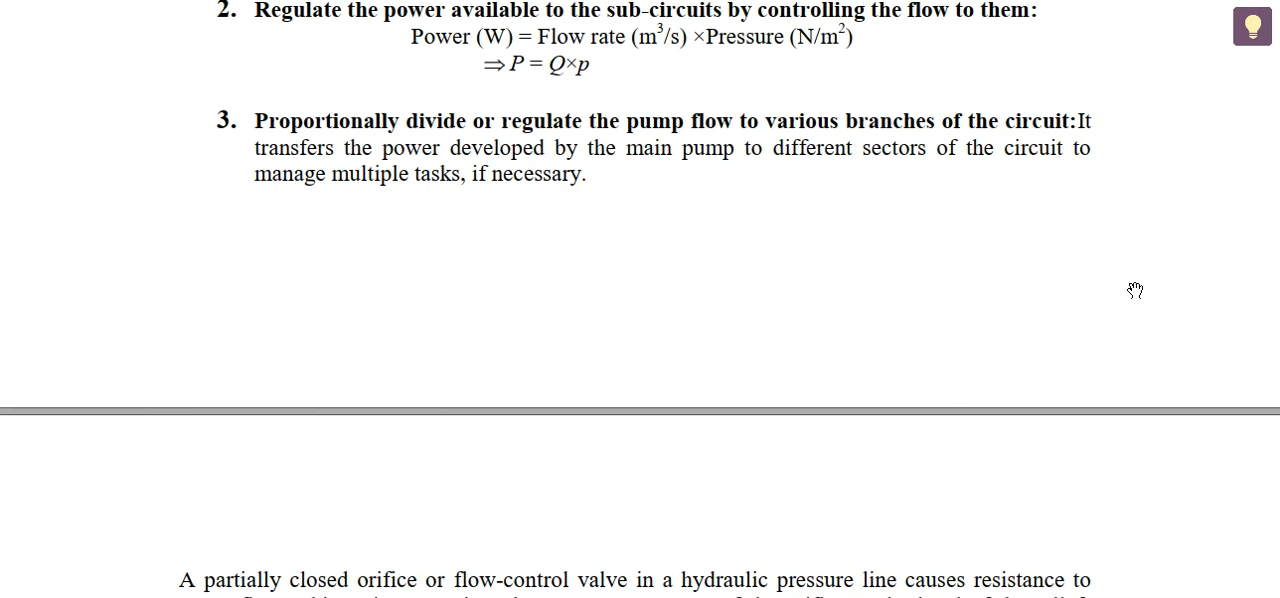 2. Regulate the power available to the sub-circuits by controlling the flow to them:
Power (W) = Flow rate (m³/s) ×Pressure (N/m²)
⇒ P = Q×p
3. Proportionally divide or regulate the pump flow to various branches of the circuit:It
transfers the power developed by the main pump to different sectors of the circuit to
manage multiple tasks, if necessary.
A partially closed orifice or flow-control valve in a hydraulic pressure line causes resistance to